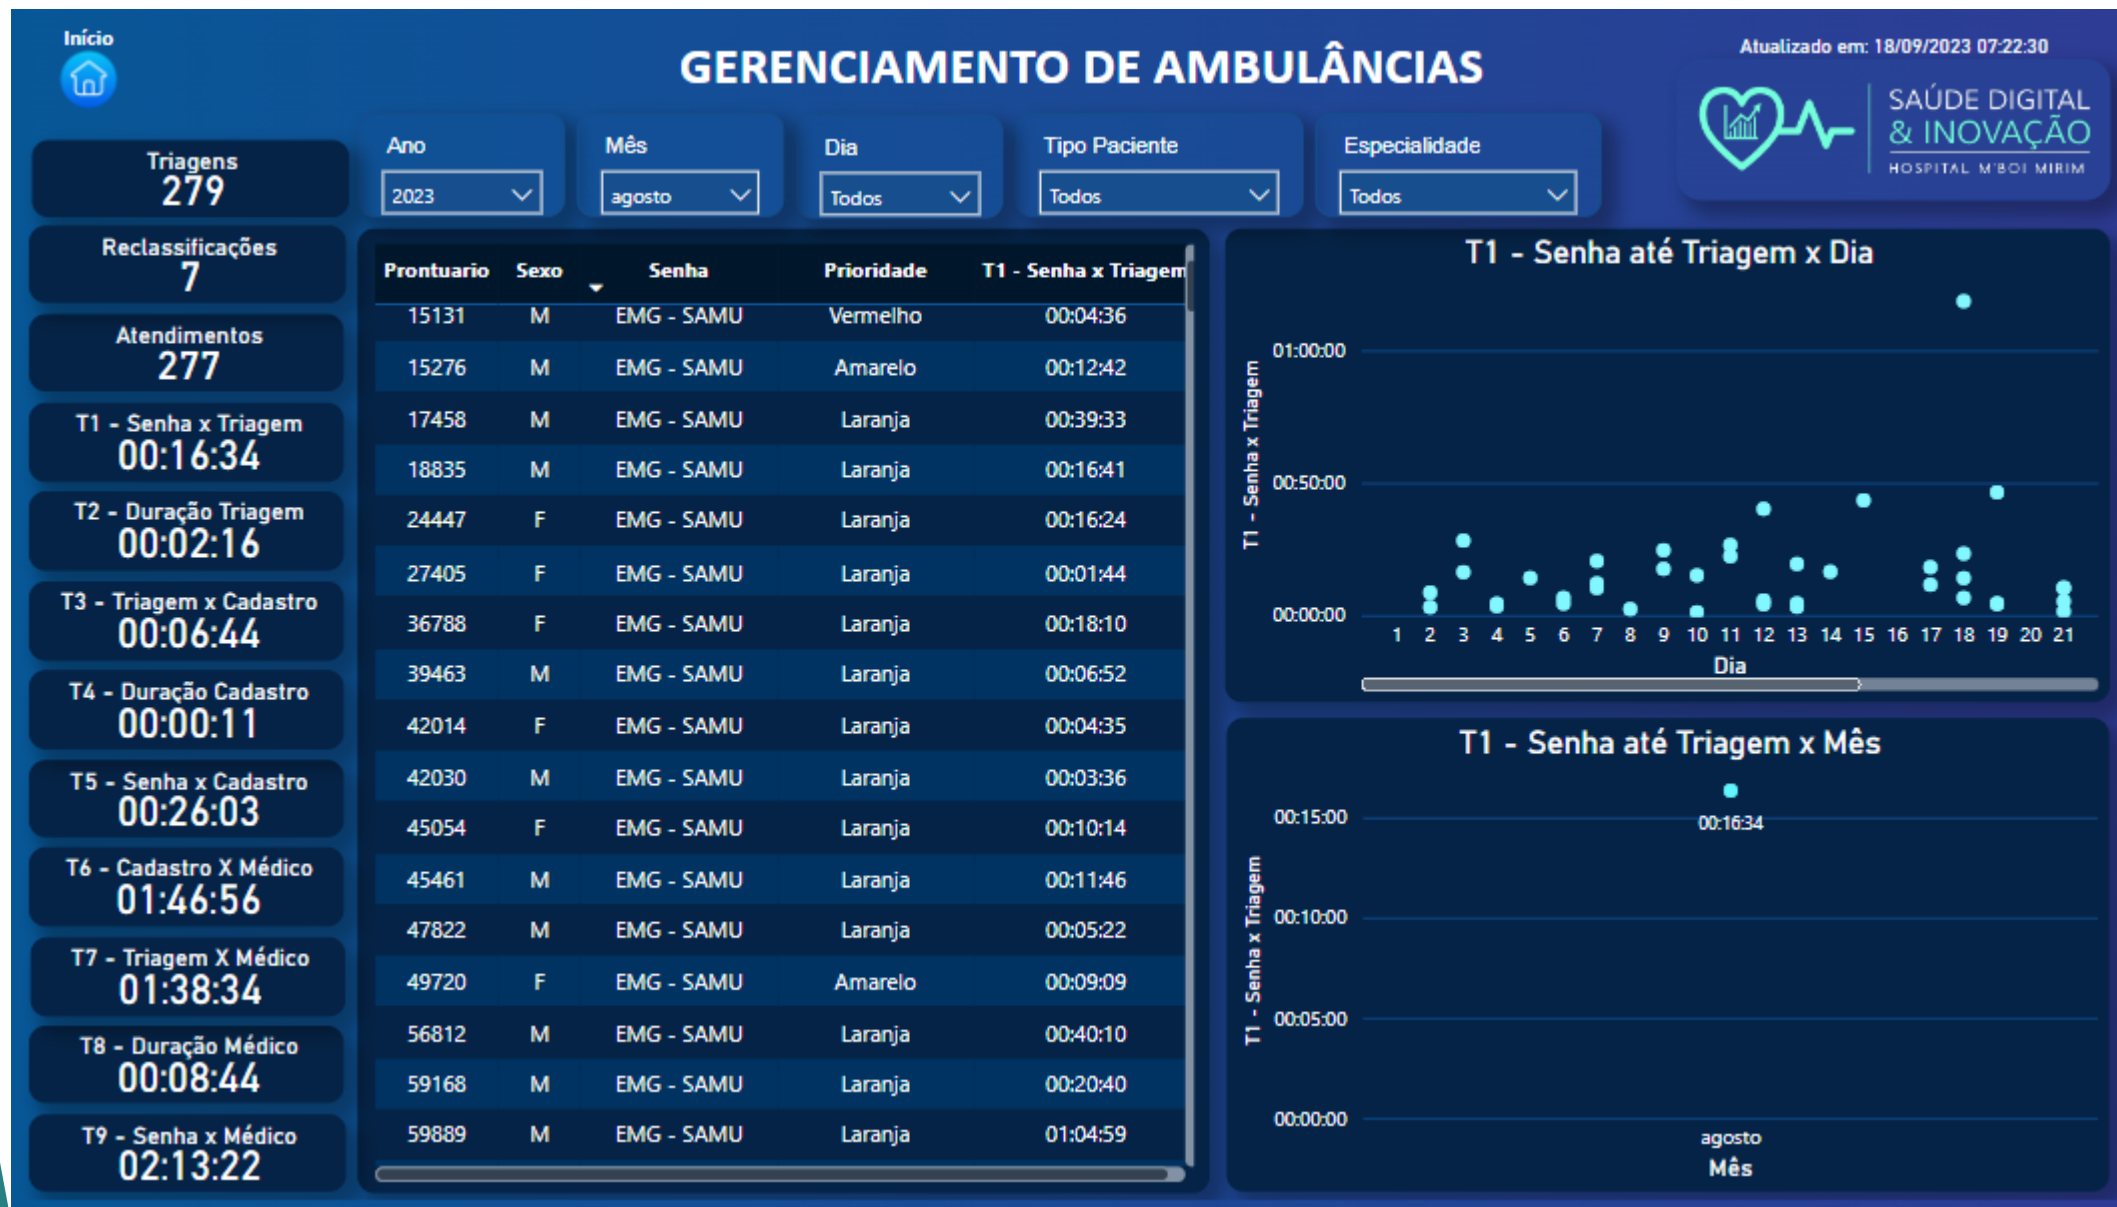 Início
GERENCIAMENTO DE AMBULÂNCIAS
Atualizado em: 18/09/2023 07:22:30
SAÚDE DIGITAL
& INOVAÇÃO
HOSPITAL M'BOI MIRIM
Ano
2023
Mês
agosto
Dia
Todos
Tipo Paciente
Todos
Especialidade
Todos
Triagens
279
Reclassificações
7
Atendimentos
277
T1 - Senha x Triagem
00:16:34
T2 - Duração Triagem
00:02:16
T3 - Triagem x Cadastro
00:06:44
T4 - Duração Cadastro
00:00:11
T5 - Senha x Cadastro
00:26:03
T6 - Cadastro X Médico
01:46:56
T7 - Triagem X Médico
01:38:34
T8 - Duração Médico
00:08:44
T9 - Senha x Médico
02:13:22
Prontuario Sexo Senha Prioridade T1 - Senha x Triagem
15131 M EMG - SAMU Vermelho 00:04:36
15276 M EMG - SAMU Amarelo 00:12:42
17458 M EMG - SAMU Laranja 00:39:33
18835 M EMG - SAMU Laranja 00:16:41
24447 F EMG - SAMU Laranja 00:16:24
27405 F EMG - SAMU Laranja 00:01:44
36788 F EMG - SAMU Laranja 00:18:10
39463 M EMG - SAMU Laranja 00:06:52
42014 F EMG - SAMU Laranja 00:04:35
42030 M EMG - SAMU Laranja 00:03:36
45054 F EMG - SAMU Laranja 00:10:14
45461 M EMG - SAMU Laranja 00:11:46
47822 M EMG - SAMU Laranja 00:05:22
49720 F EMG - SAMU Amarelo 00:09:09
56812 M EMG - SAMU Laranja 00:40:10
59168 M EMG - SAMU Laranja 00:20:40
59889 M EMG - SAMU Laranja 01:04:59
T1 - Senha até Triagem x Dia
T1 - Senha x Triagem
01:00:00
00:50:00
00:00:00
1 2 3 4 5 6 7 8 9 10 11 12 13 14 15 16 17 18 19 20 21
Dia
T1 - Senha até Triagem x Mês
T1 - Senha x Triagem
00:16:34
00:15:00
00:10:00
00:05:00
00:00:00
agosto
Mês